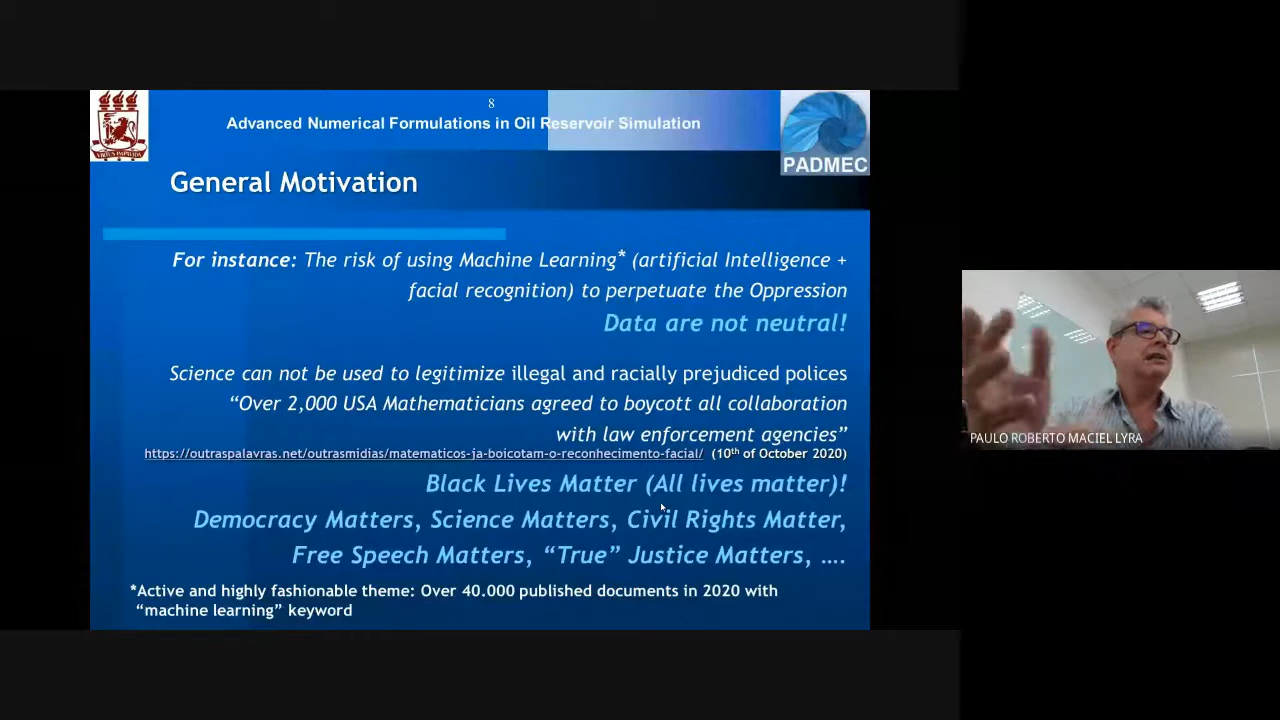 8
Advanced Numerical Formulations in Oil Reservoir Simulation
PADMEC
General Motivation
For instance: The risk of using Machine Learning* (artificial Intelligence +
facial recognition) to perpetuate the Oppression
Data are not neutral!
Science can not be used to legitimize illegal and racially prejudiced polices
“Over 2,000 USA Mathematicians agreed to boycott all collaboration
with law enforcement agencies”
https://outraspalavras.net/outrasmidias/matematicos-ja-boicotam-o-reconhecimento-facial/ (10th of October 2020)
Black Lives Matter (All lives matter)!
Democracy Matters, Science Matters, Civil Rights Matter,
Free Speech Matters, “True” Justice Matters, ....
*Active and highly fashionable theme: Over 40.000 published documents in 2020 with
“machine learning” keyword
PAULO ROBERTO MACIEL LYRA